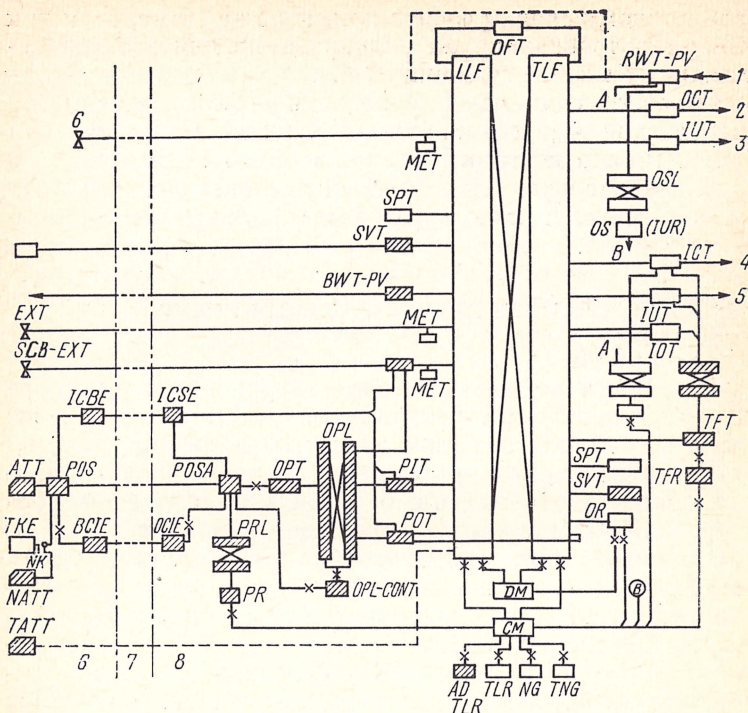 OFT
LLF
TLF
RWT-PV
1
A
OCT
2
6
IUT
3
MET
OSL
SPT
OS
(IUR)
SVT
B
ICT
4
BWT-PV
5
EXT
MET
IUT
SCB-EXT
A
IOT
MET
ICBE
ICSE
OPL
TFT
ATT
POS
POSA
OPT
PIT
SPT
TFR
SVT
TKE
BCIE
OCIE
PRL
POT
OR
NK
NATT
PR
OPL-CONT
DM
B
TATT
CM
6
7
8
AD
TLR
TLR
NG
TNG